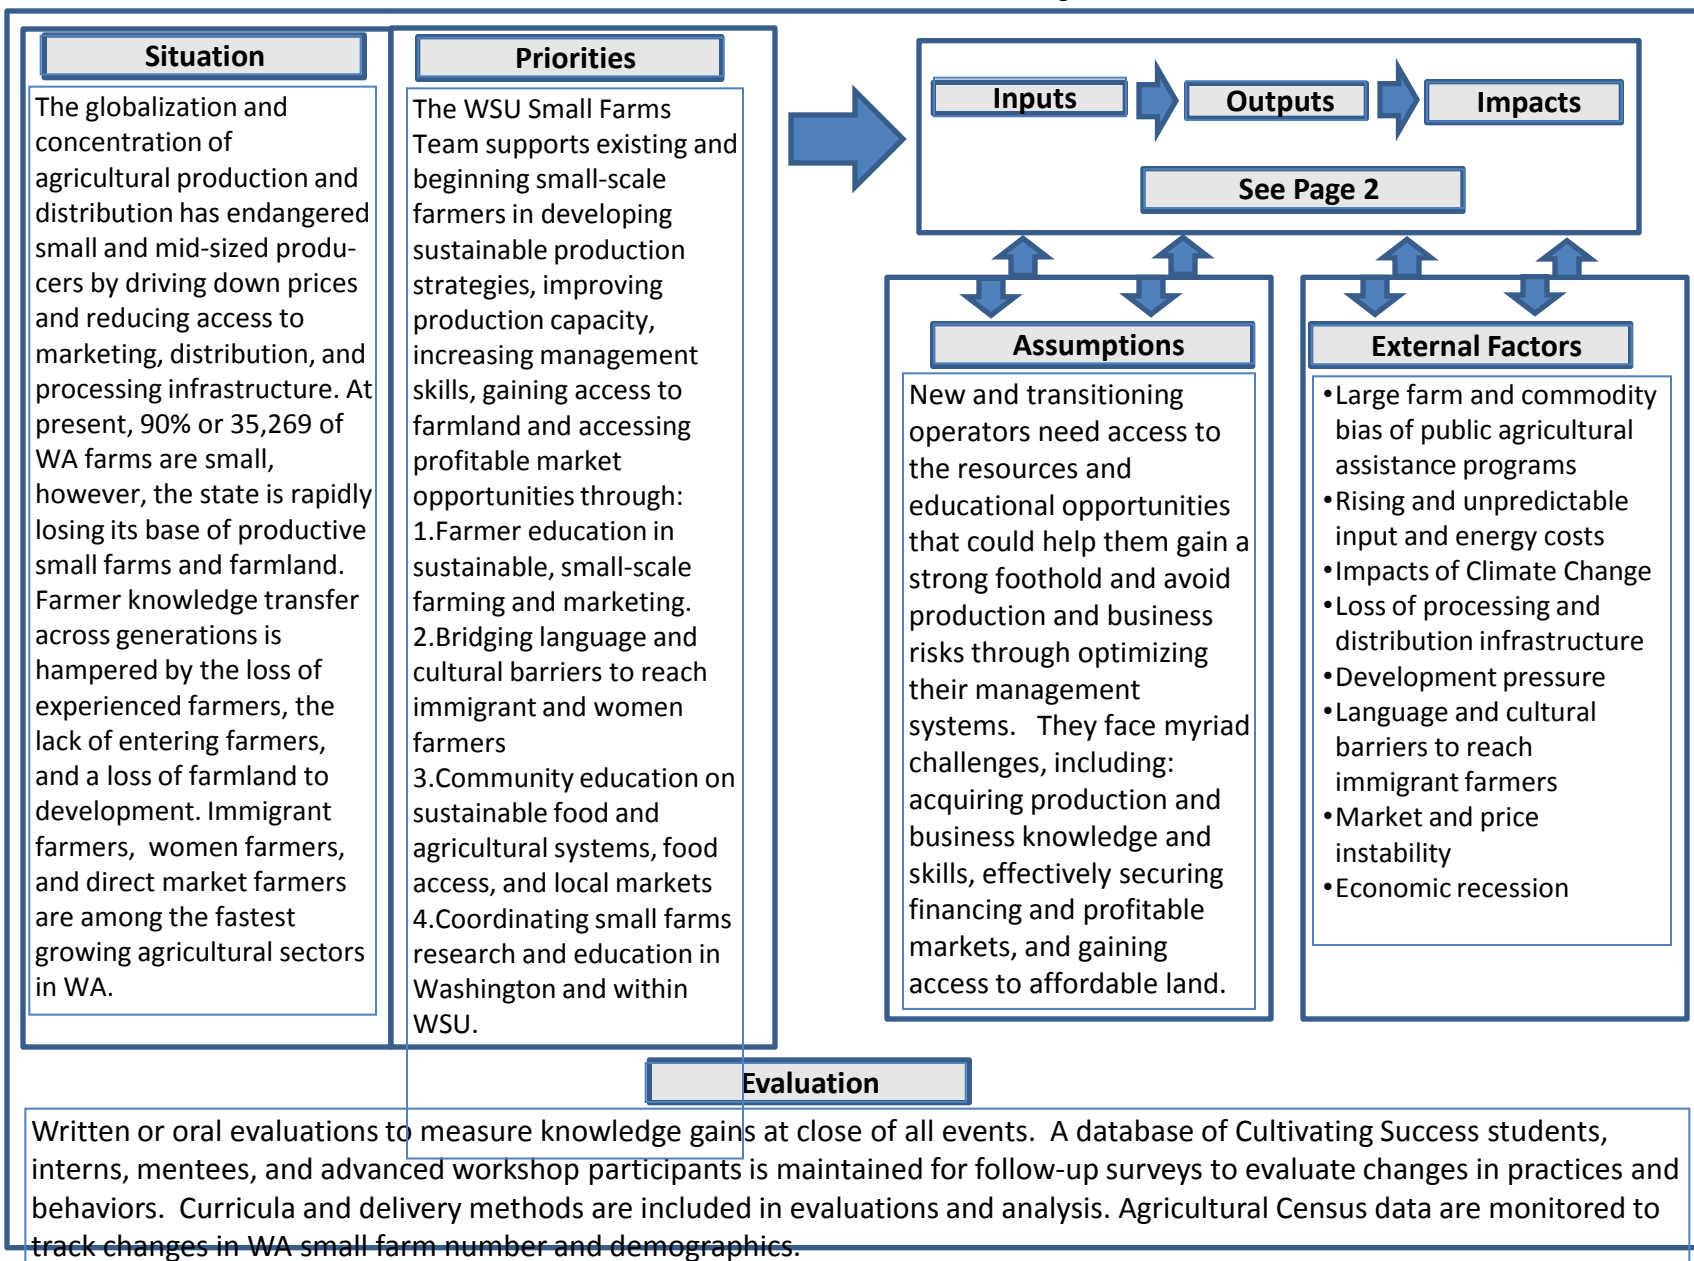 Situation
The globalization and
concentration of
agricultural production and
distribution has endangered
small and mid-sized produ-
cers by driving down prices
and reducing access to
marketing, distribution, and
processing infrastructure. At
present, 90% or 35,269 of
WA farms are small,
however, the state is rapidly
losing its base of productive
small farms and farmland.
Farmer knowledge transfer
across generations is
hampered by the loss of
experienced farmers, the
lack of entering farmers,
and a loss of farmland to
development. Immigrant
farmers, women farmers,
and direct market farmers
are among the fastest
growing agricultural sectors
in WA.
Priorities
The WSU Small Farms
Team supports existing and
beginning small-scale
farmers in developing
sustainable production
strategies, improving
production capacity,
increasing management
skills, gaining access to
farmland and accessing
profitable market
opportunities through:
1.Farmer education in
sustainable, small-scale
farming and marketing.
2.Bridging language and
cultural barriers to reach
immigrant and women
farmers
3.Community education on
sustainable food and
agricultural systems, food
access, and local markets
4.Coordinating small farms
research and education in
Washington and within
WSU.
Inputs
Outputs
Impacts
See Page 2
Assumptions
New and transitioning
operators need access to
the resources and
educational opportunities
that could help them gain a
strong foothold and avoid
production and business
risks through optimizing
their management
systems. They face myriad
challenges, including:
acquiring production and
business knowledge and
skills, effectively securing
financing and profitable
markets, and gaining
access to affordable land.
External Factors
•Large farm and commodity
bias of public agricultural
assistance programs
•Rising and unpredictable
input and energy costs
•Impacts of Climate Change
•Loss of processing and
distribution infrastructure
•Development pressure
•Language and cultural
barriers to reach
immigrant farmers
•Market and price
instability
•Economic recession
Evaluation
Written or oral evaluations to measure knowledge gains at close of all events. A database of Cultivating Success students,
interns, mentees, and advanced workshop participants is maintained for follow-up surveys to evaluate changes in practices and
behaviors. Curricula and delivery methods are included in evaluations and analysis. Agricultural Census data are monitored to
track changes in WA small farm number and demographics.